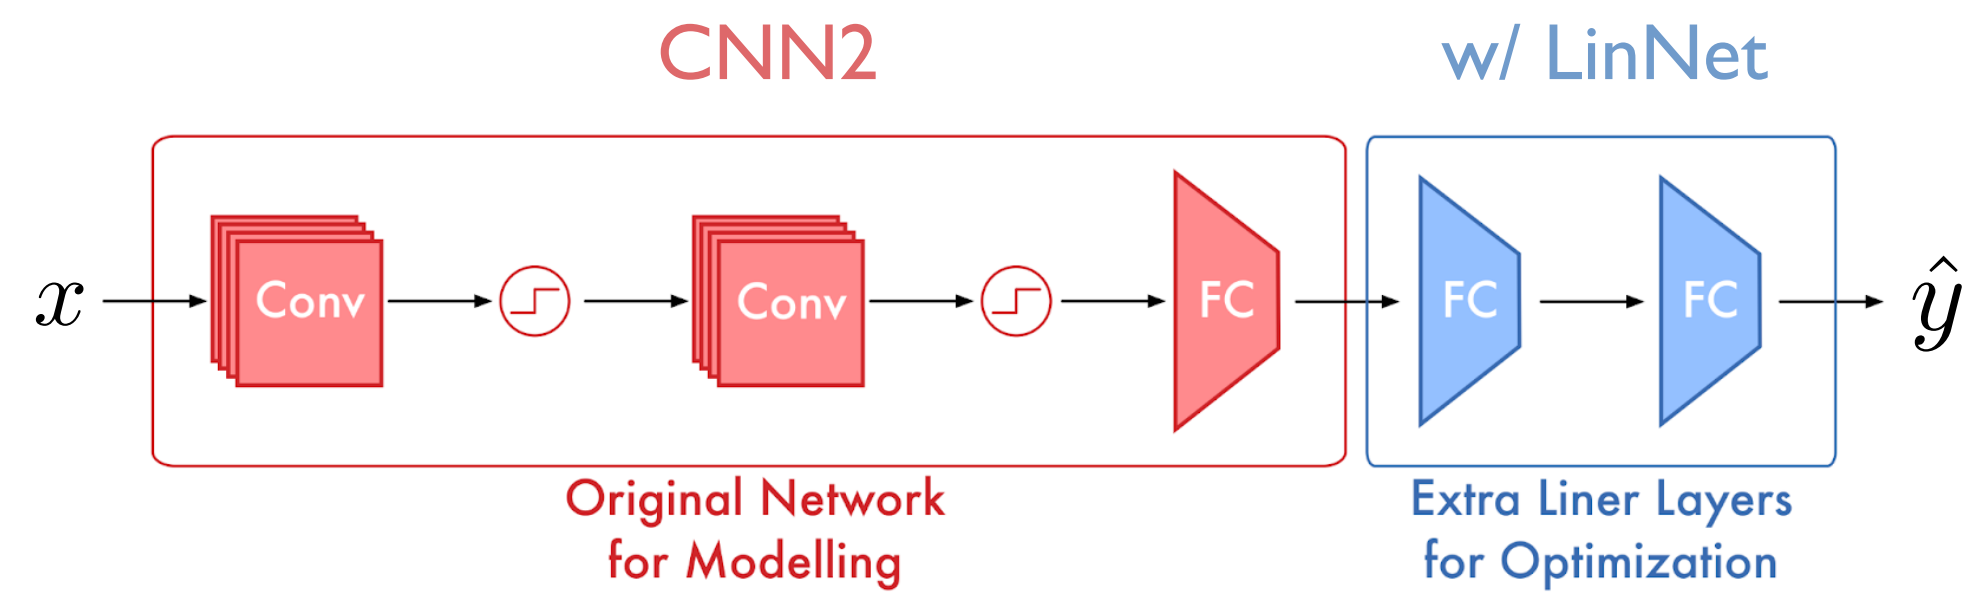 CNN2
w/ LinNet
x
Conv
Conv
FC
FC
FC
ŷ
Original Network
for Modelling
Extra Liner Layers
for Optimization